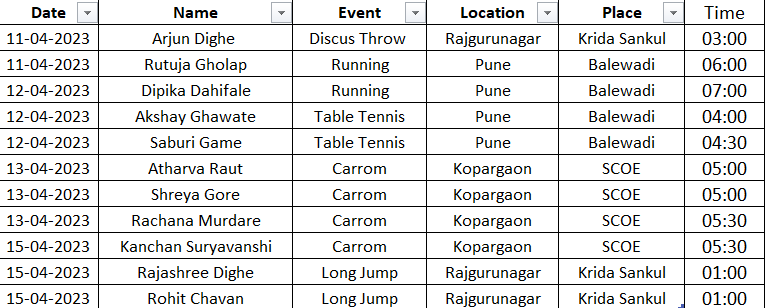 Date Name Event Location Place Time
11-04-2023 Arjun Dighe Discus Throw Rajgurunagar Krida Sankul 03:00
11-04-2023 Rutuja Gholap Running Pune Balewadi 06:00
12-04-2023 Dipika Dahifale Running Pune Balewadi 07:00
12-04-2023 Akshay Ghawate Table Tennis Pune Balewadi 04:00
12-04-2023 Saburi Game Table Tennis Pune Balewadi 04:30
13-04-2023 Atharva Raut Carrom Kopargaon SCOE 05:00
13-04-2023 Shreya Gore Carrom Kopargaon SCOE 05:00
13-04-2023 Rachana Murdare Carrom Kopargaon SCOE 05:30
15-04-2023 Kanchan Suryavanshi Carrom Kopargaon SCOE 05:30
15-04-2023 Rajashree Dighe Long Jump Rajgurunagar Krida Sankul 01:00
15-04-2023 Rohit Chavan Long Jump Rajgurunagar Krida Sankul 01:00